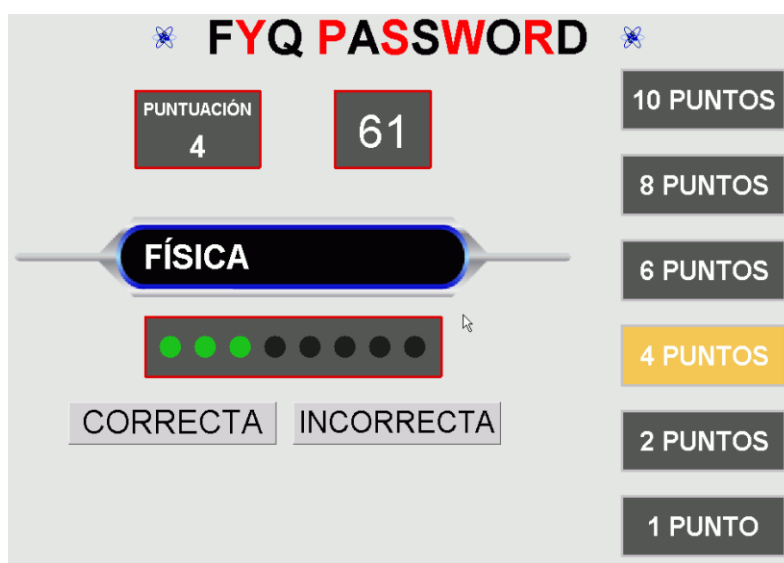 FYQ PASSWORD
PUNTUACIÓN
4
61
FÍSICA
CORRECTA
INCORRECTA
10 PUNTOS
8 PUNTOS
6 PUNTOS
4 PUNTOS
2 PUNTOS
1 PUNTO